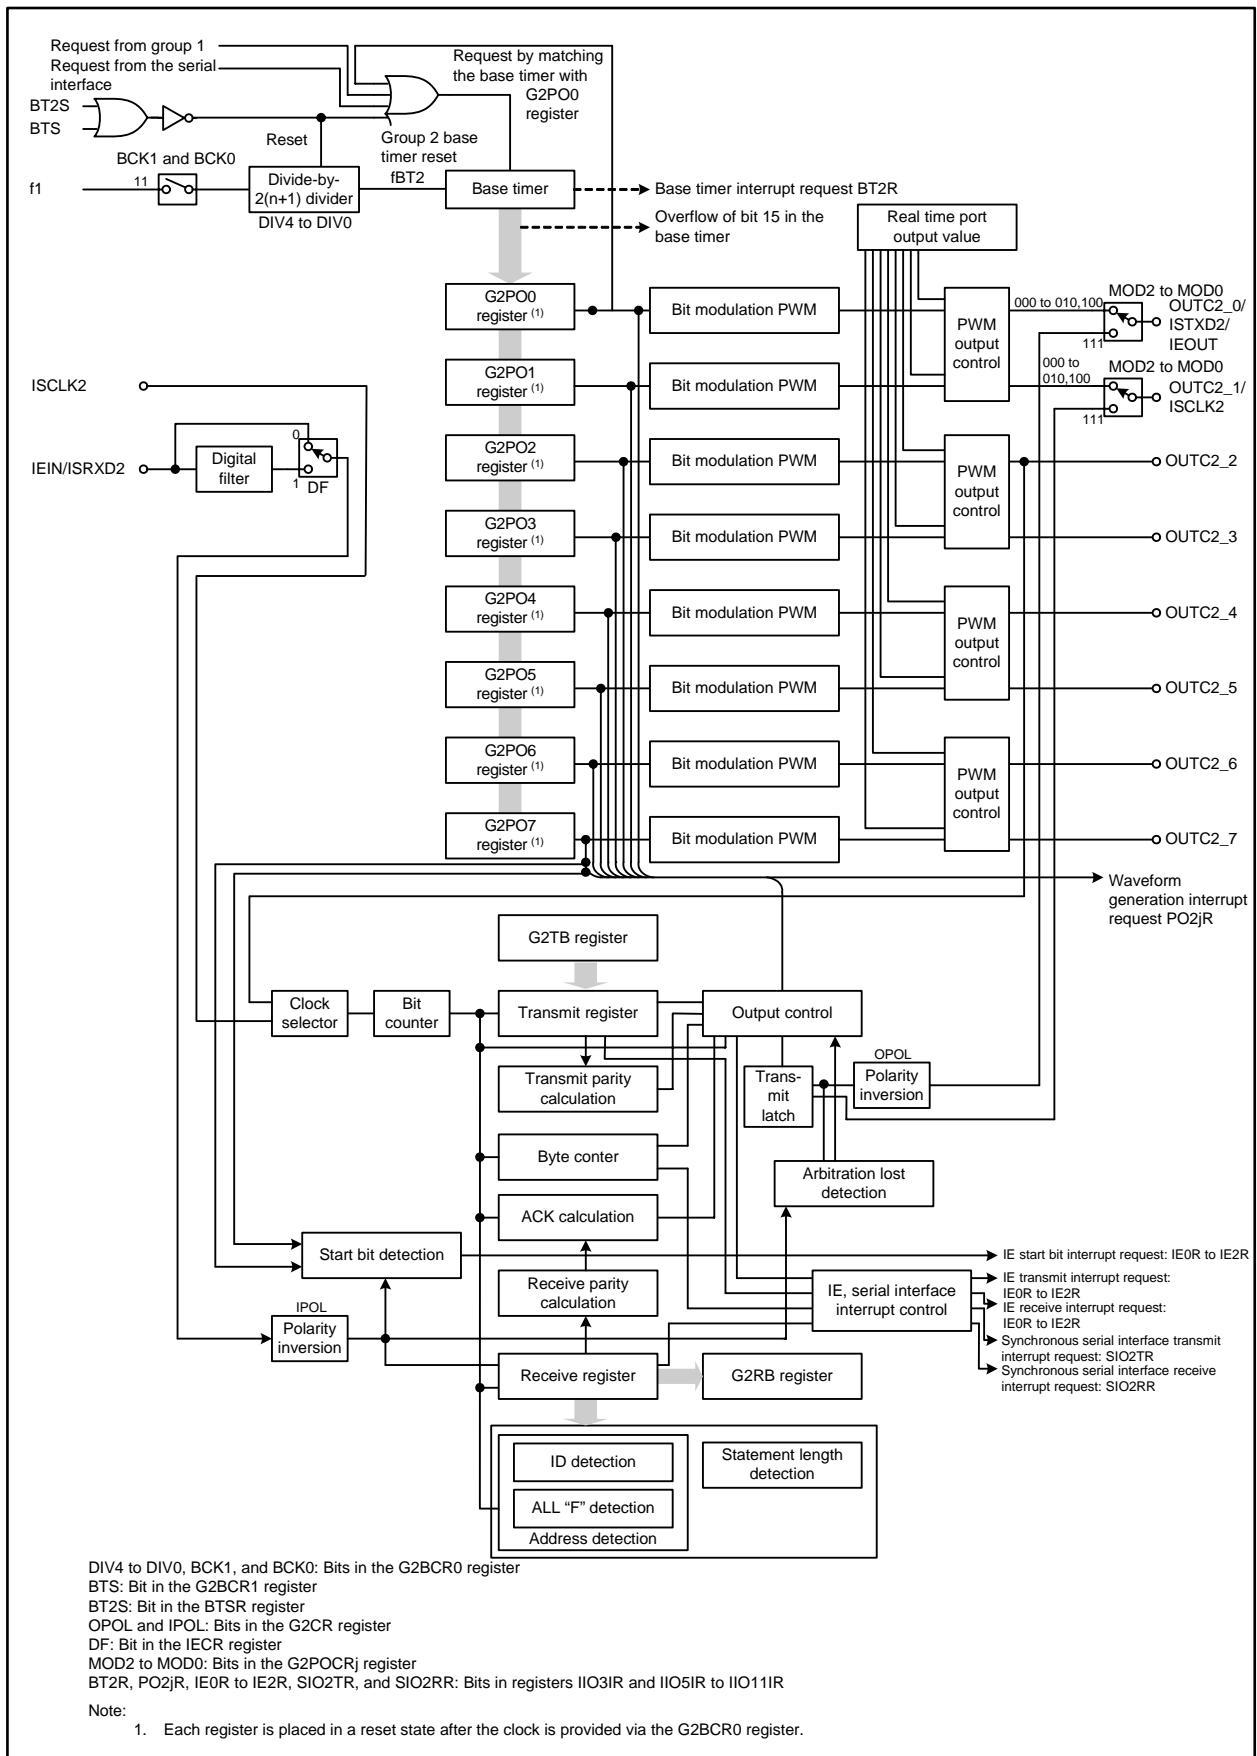 Request from group 1
Request from the serial
interface
BT2S
BTS
Request by matching
the base timer with
G2PO0
register
Reset
Group 2 base
timer reset
BCK1 and BCK0
fBT2
f1
11
Divide-by-
2(n+1) divider
DIV4 to DIV0
Base timer
Base timer interrupt request BT2R
Overflow of bit 15 in the
base timer
Real time port
output value
G2PO0
register (1)
Bit modulation PWM
PWM
output
control
000 to 010,100
MOD2 to MOD0
OUTC2_0/
ISTXD2/
IEOUT
111
G2PO1
register (1)
Bit modulation PWM
000 to
010,100
MOD2 to MOD0
OUTC2_1/
ISCLK2
111
ISCLK2
IEIN/ISRXD2
Digital
filter
0
1
DF
G2PO2
register (1)
Bit modulation PWM
PWM
output
control
OUTC2_2
G2PO3
register (1)
Bit modulation PWM
OUTC2_3
G2PO4
register (1)
Bit modulation PWM
PWM
output
control
OUTC2_4
G2PO5
register (1)
Bit modulation PWM
OUTC2_5
G2PO6
register (1)
Bit modulation PWM
PWM
output
control
OUTC2_6
G2PO7
register (1)
Bit modulation PWM
OUTC2_7
Waveform
generation interrupt
request PO2jR
G2TB register
Clock
selector
Bit
counter
Transmit register
Output control
Transmit parity
calculation
Trans-
mit
latch
OPOL
Polarity
inversion
Byte conter
Arbitration lost
detection
ACK calculation
Start bit detection
IE start bit interrupt request: IE0R to IE2R
Receive parity
calculation
IE, serial interface
interrupt control
IE transmit interrupt request:
IE0R to IE2R
IE receive interrupt request:
IE0R to IE2R
Synchronous serial interface transmit
interrupt request: SIO2TR
Synchronous serial interface receive
interrupt request: SIO2RR
IPOL
Polarity
inversion
Receive register
G2RB register
ID detection
Statement length
detection
ALL “F” detection
Address detection
DIV4 to DIV0, BCK1, and BCK0: Bits in the G2BCR0 register
BTS: Bit in the G2BCR1 register
BT2S: Bit in the BTSR register
OPOL and IPOL: Bits in the G2CR register
DF: Bit in the IECR register
MOD2 to MOD0: Bits in the G2POCRj register
BT2R, PO2jR, IE0R to IE2R, SIO2TR, and SIO2RR: Bits in registers IIO3IR and IIO5IR to IIO11IR
Note:
1. Each register is placed in a reset state after the clock is provided via the G2BCR0 register.